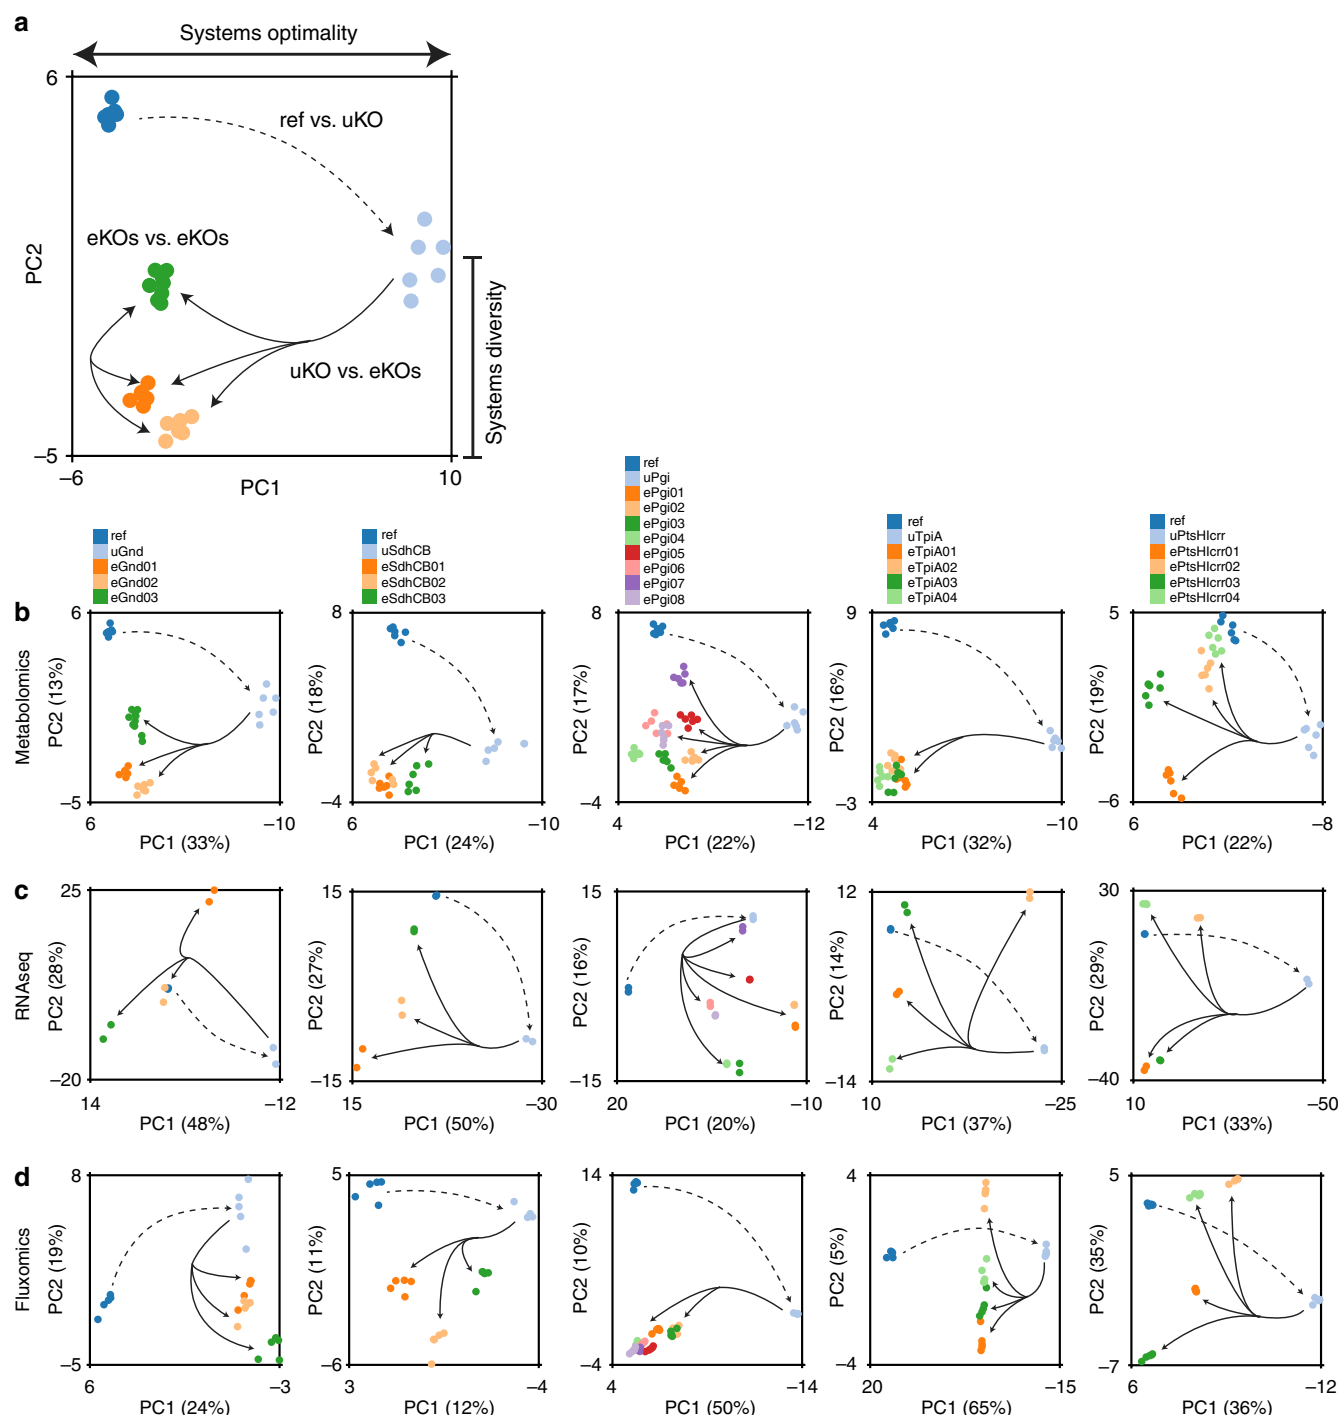 a
Systems optimality
6
ref vs. uKO
eKOs vs. eKOs
PC2
uKO vs. eKOs
Systems diversity
–5
–6
PC1
10
ref
uGnd
eGnd01
eGnd02
eGnd03
ref
uSdhCB
eSdhCB01
eSdhCB02
eSdhCB03
ref
uPgi
ePgi01
ePgi02
ePgi03
ePgi04
ePgi05
ePgi06
ePgi07
ePgi08
ref
uTpiA
eTpiA01
eTpiA02
eTpiA03
eTpiA04
ref
uPtsHIcrr
ePtsHIcrr01
ePtsHIcrr02
ePtsHIcrr03
ePtsHIcrr04
b
Metabolomics
6
PC2 (13%)
–5
6
–10
PC1 (33%)
8
PC2 (18%)
–4
6
–10
PC1 (24%)
8
PC2 (17%)
–4
4
–12
PC1 (22%)
9
PC2 (16%)
–3
4
–10
PC1 (32%)
5
PC2 (19%)
–6
6
–8
PC1 (22%)
c
RNAseq
25
PC2 (28%)
–20
14
–12
PC1 (48%)
15
PC2 (27%)
–15
15
–30
PC1 (50%)
15
PC2 (16%)
–15
20
–10
PC1 (20%)
12
PC2 (14%)
–14
10
–25
PC1 (37%)
30
PC2 (29%)
–40
10
–50
PC1 (33%)
d
Fluxomics
8
PC2 (19%)
–5
6
–3
PC1 (24%)
5
PC2 (11%)
–6
3
–4
PC1 (12%)
14
PC2 (10%)
–4
4
–14
PC1 (50%)
4
PC2 (5%)
–4
20
–15
PC1 (65%)
5
PC2 (35%)
–7
6
–12
PC1 (36%)